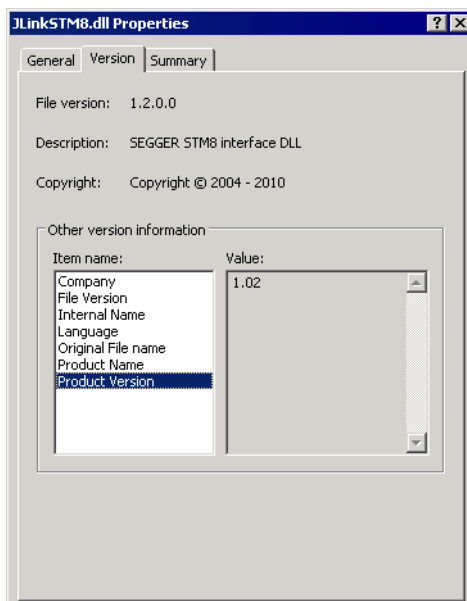 JLinkSTM8.dll Properties
General Version Summary
File version: 1.2.0.0
Description: SEGGER STM8 interface DLL
Copyright: Copyright © 2004 - 2010
Other version information
Item name: Value:
Company 1.02
File Version
Internal Name
Language
Original File name
Product Name
Product Version